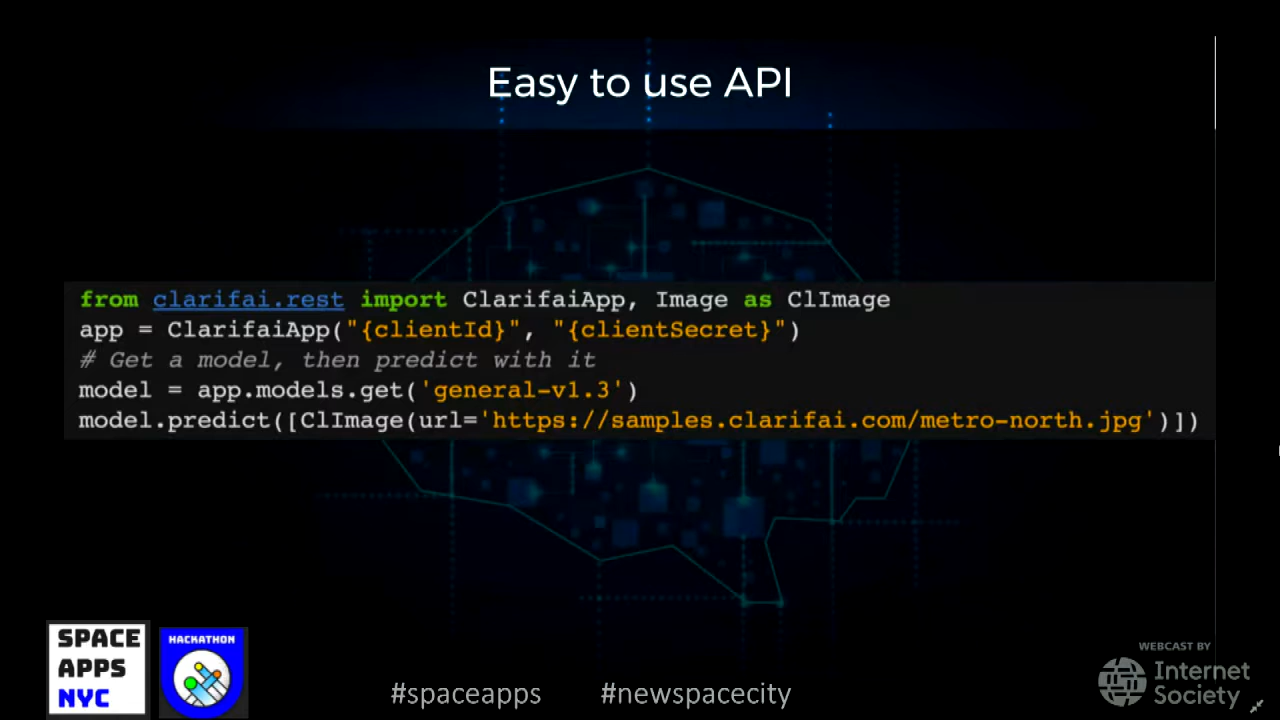 Easy to use API
from clarifai.rest import ClarifaiApp, Image as ClImage
app = ClarifaiApp("{clientId}", "{clientSecret}")
# Get a model, then predict with it
model = app.models.get('general-v1.3')
model.predict([ClImage(url='https://samples.clarifai.com/metro-north.jpg')])
SPACE
APPS
NYC
HACKATHON
#spaceapps #newspacecity
WEBCAST BY
Internet
Society